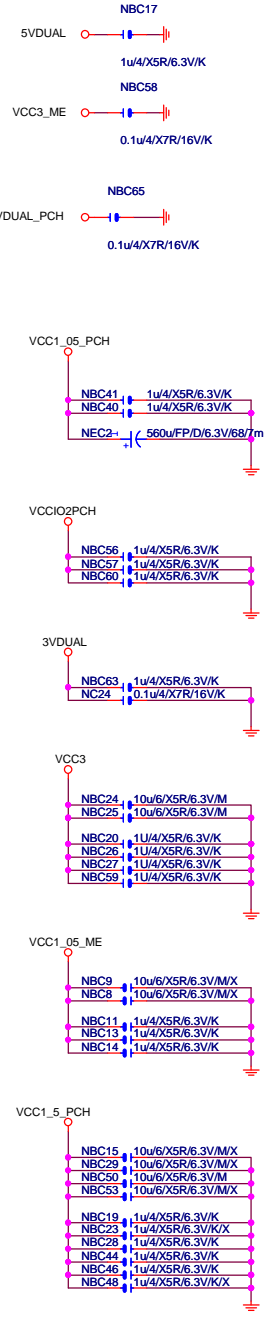 NBC17
5VDUAL
1u/4/X5R/6.3V/K
NBC58
VCC3_ME
0.1u/4/X7R/16V/K
NBC65
VDUAL_PCH
0.1u/4/X7R/16V/K
VCC1_05_PCH
NBC41 1u/4/X5R/6.3V/K
NBC40 1u/4/X5R/6.3V/K
NEC2 560u/FP/D/6.3V/68/7m
+
VCCIO2PCH
NBC56 1u/4/X5R/6.3V/K
NBC57 1u/4/X5R/6.3V/K
NBC60 1u/4/X5R/6.3V/K
3VDUAL
NBC63 1u/4/X5R/6.3V/K
NC24 0.1u/4/X7R/16V/K
VCC3
NBC24 10u/6/X5R/6.3V/M
NBC25 10u/6/X5R/6.3V/M
NBC20 1U/4/X5R/6.3V/K
NBC26 1U/4/X5R/6.3V/K
NBC27 1U/4/X5R/6.3V/K
NBC59 1U/4/X5R/6.3V/K
VCC1_05_ME
NBC9 10u/6/X5R/6.3V/M/X
NBC8 10u/6/X5R/6.3V/M/X
NBC11 1u/4/X5R/6.3V/K
NBC13 1u/4/X5R/6.3V/K
NBC14 1u/4/X5R/6.3V/K
VCC1_5_PCH
NBC15 10u/6/X5R/6.3V/M/X
NBC29 10u/6/X5R/6.3V/M/X
NBC50 10u/6/X5R/6.3V/M
NBC53 10u/6/X5R/6.3V/M/X
NBC19 1u/4/X5R/6.3V/K
NBC23 1u/4/X5R/6.3V/K/X
NBC28 1u/4/X5R/6.3V/K
NBC44 1u/4/X5R/6.3V/K
NBC46 1u/4/X5R/6.3V/K
NBC48 1u/4/X5R/6.3V/K/X